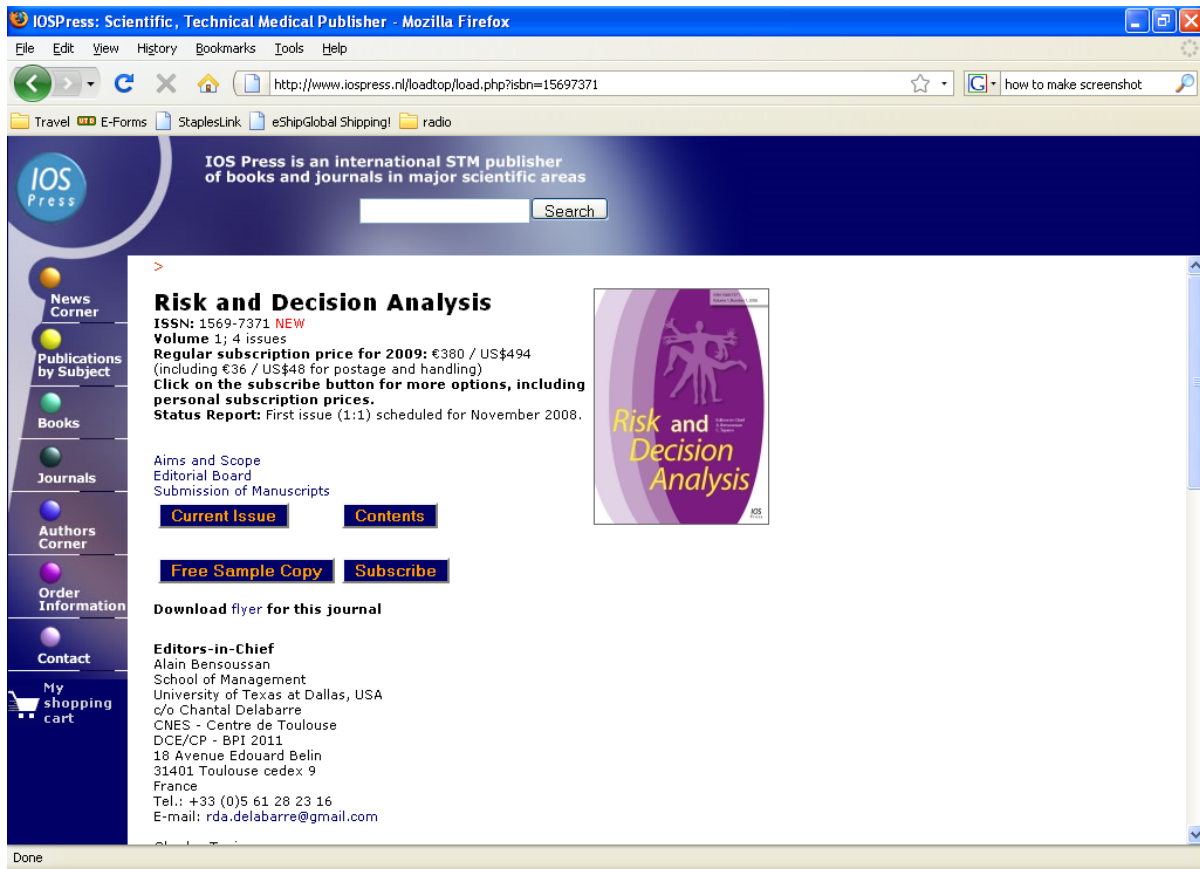 IOSPress: Scientific, Technical Medical Publisher - Mozilla Firefox
File Edit View History Bookmarks Tools Help
http://www.iospress.nl/loadtop/load.php?isbn=15697371
G how to make screenshot
Travel UTD E-Forms StaplesLink eShipGlobal Shipping! radio
IOS
Press
IOS Press is an international STM publisher
of books and journals in major scientific areas
Search
News
Corner
Publications
by Subject
Books
Journals
Authors
Corner
Order
Information
Contact
My
shopping
cart
>
Risk and Decision Analysis
ISSN: 1569-7371 NEW
Volume 1; 4 issues
Regular subscription price for 2009: €380 / US$494
(including €36 / US$48 for postage and handling)
Click on the subscribe button for more options, including
personal subscription prices.
Status Report: First issue (1:1) scheduled for November 2008.
Aims and Scope
Editorial Board
Submission of Manuscripts
Current Issue Contents
Free Sample Copy Subscribe
Download flyer for this journal
Editors-in-Chief
Alain Bensoussan
School of Management
University of Texas at Dallas, USA
c/o Chantal Delabarre
CNES - Centre de Toulouse
DCE/CP - BPI 2011
18 Avenue Edouard Belin
31401 Toulouse cedex 9
France
Tel.: +33 (0)5 61 28 23 16
E-mail: rda.delabarre@gmail.com
Risk and
Decision
Analysis
IOS
Press
Done